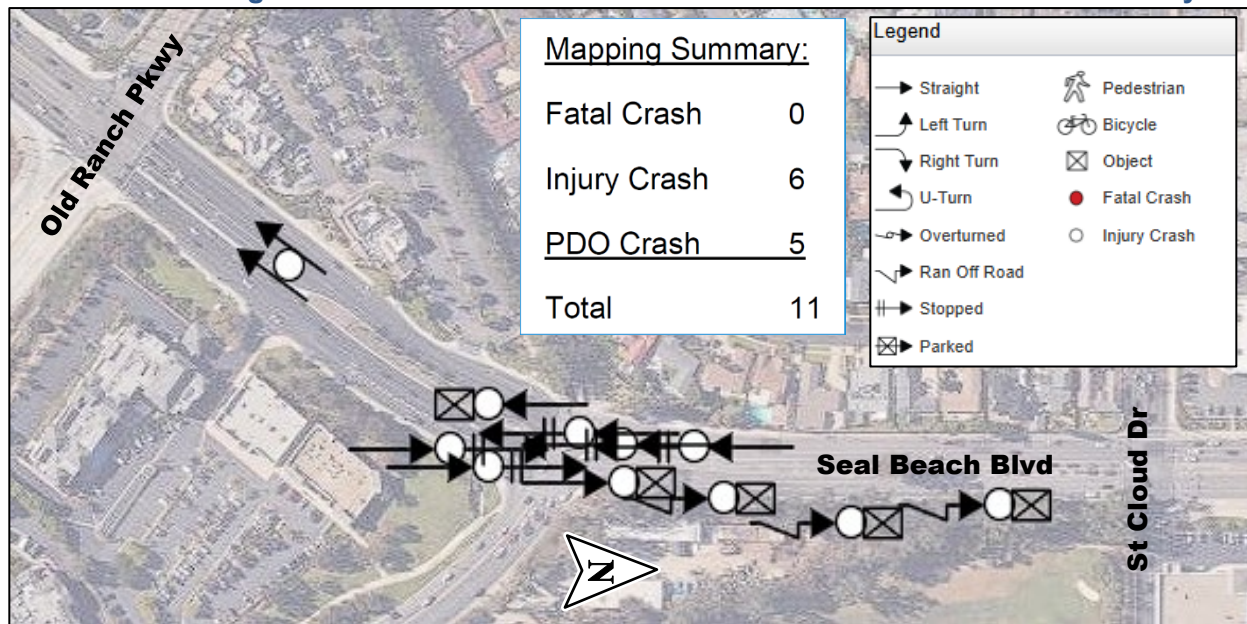 Old Ranch Pkwy
Mapping Summary:
Fatal Crash 0
Injury Crash 6
PDO Crash 5
Total 11
Legend
Straight
Left Turn
Right Turn
U-Turn
Overturned
Ran Off Road
Stopped
Parked
Pedestrian
Bicycle
Object
Fatal Crash
Injury Crash
Seal Beach Blvd
St Cloud Dr
N